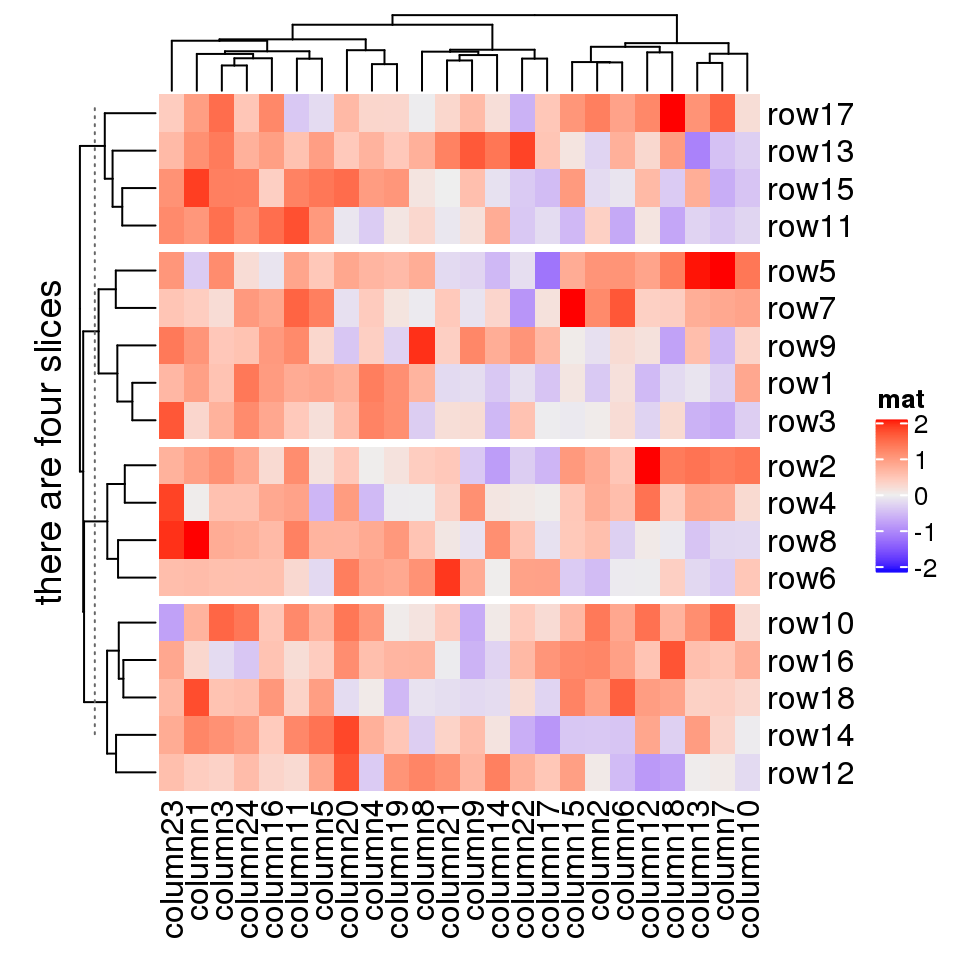 there are four slices
row17
row13
row15
row11
row5
row7
row9
row1
row3
row2
row4
row8
row6
row10
row16
row18
row14
row12
column23
column1
column3
column24
column16
column11
column5
column20
column4
column19
column8
column21
column9
column14
column22
column17
column15
column2
column6
column12
column18
column13
column7
column10
mat
2
1
0
-1
-2